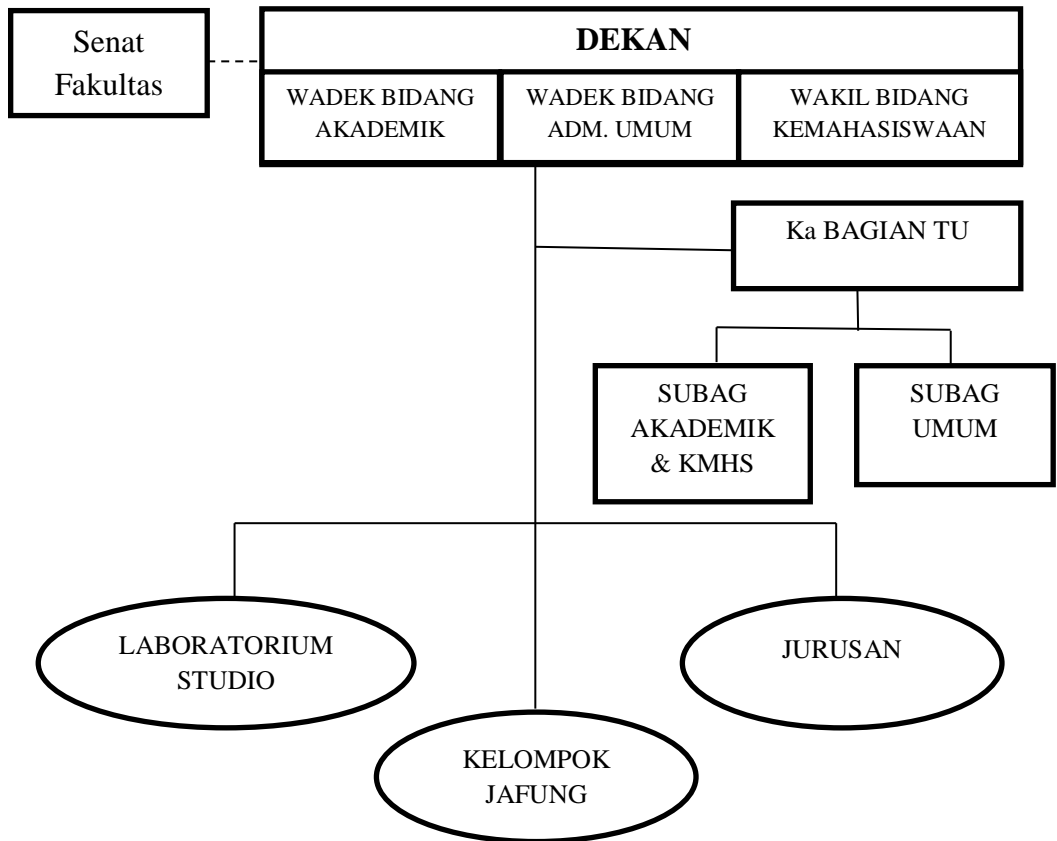 Senat
Fakultas
DEKAN
WADEK BIDANG
AKADEMIK
WADEK BIDANG
ADM. UMUM
WAKIL BIDANG
KEMAHASISWAAN
Ka BAGIAN TU
SUBAG
AKADEMIK
& KMHS
SUBAG
UMUM
LABORATORIUM
STUDIO
JURUSAN
KELOMPOK
JAFUNG